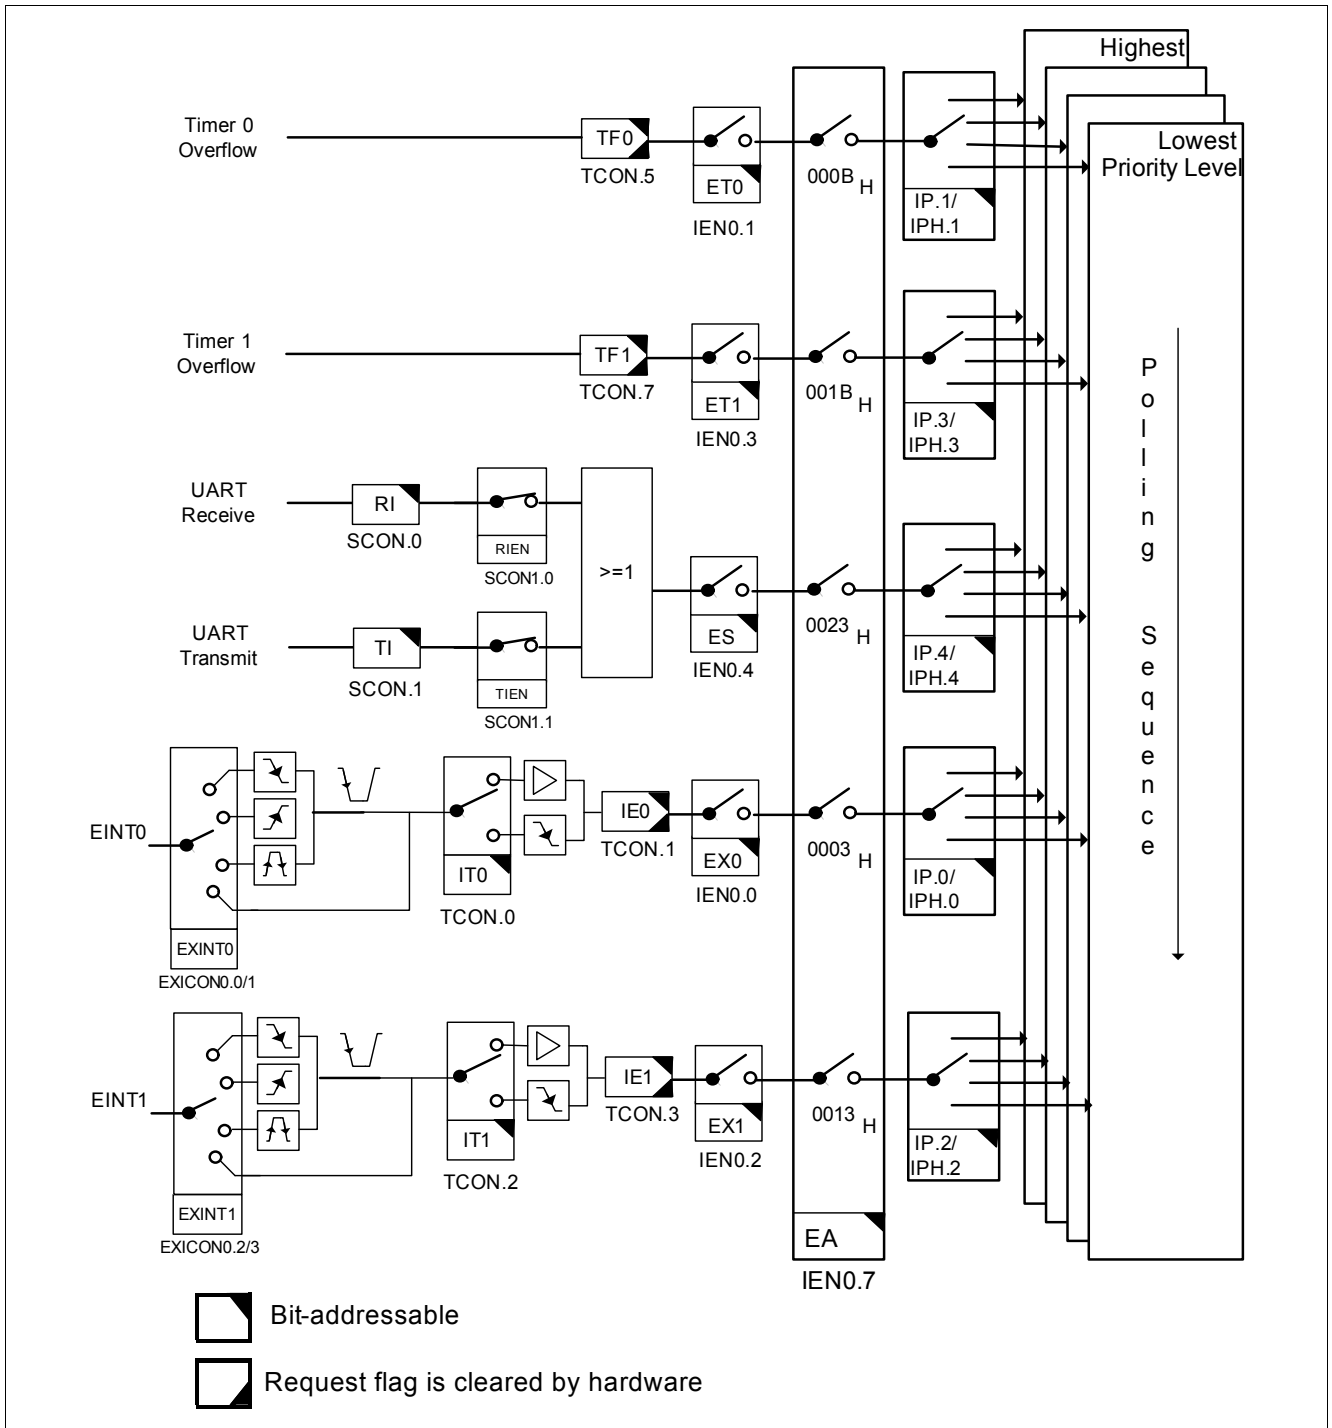 Highest
Lowest
Priority Level
Timer 0
Overflow
TF0
TCON.5
ET0
IEN0.1
000B H
IP.1/
IPH.1
Timer 1
Overflow
TF1
TCON.7
ET1
IEN0.3
001B H
IP.3/
IPH.3
UART
Receive
RI
SCON.0
RIEN
SCON1.0
>=1
UART
Transmit
TI
SCON.1
TIEN
SCON1.1
ES
IEN0.4
0023 H
IP.4/
IPH.4
Polling Sequence
EINT0
EXINT0
EXICON0.0/1
IT0
TCON.0
IE0
TCON.1
EX0
IEN0.0
0003 H
IP.0/
IPH.0
EINT1
EXINT1
EXICON0.2/3
IT1
TCON.2
IE1
TCON.3
EX1
IEN0.2
0013 H
IP.2/
IPH.2
EA
IEN0.7
Bit-addressable
Request flag is cleared by hardware